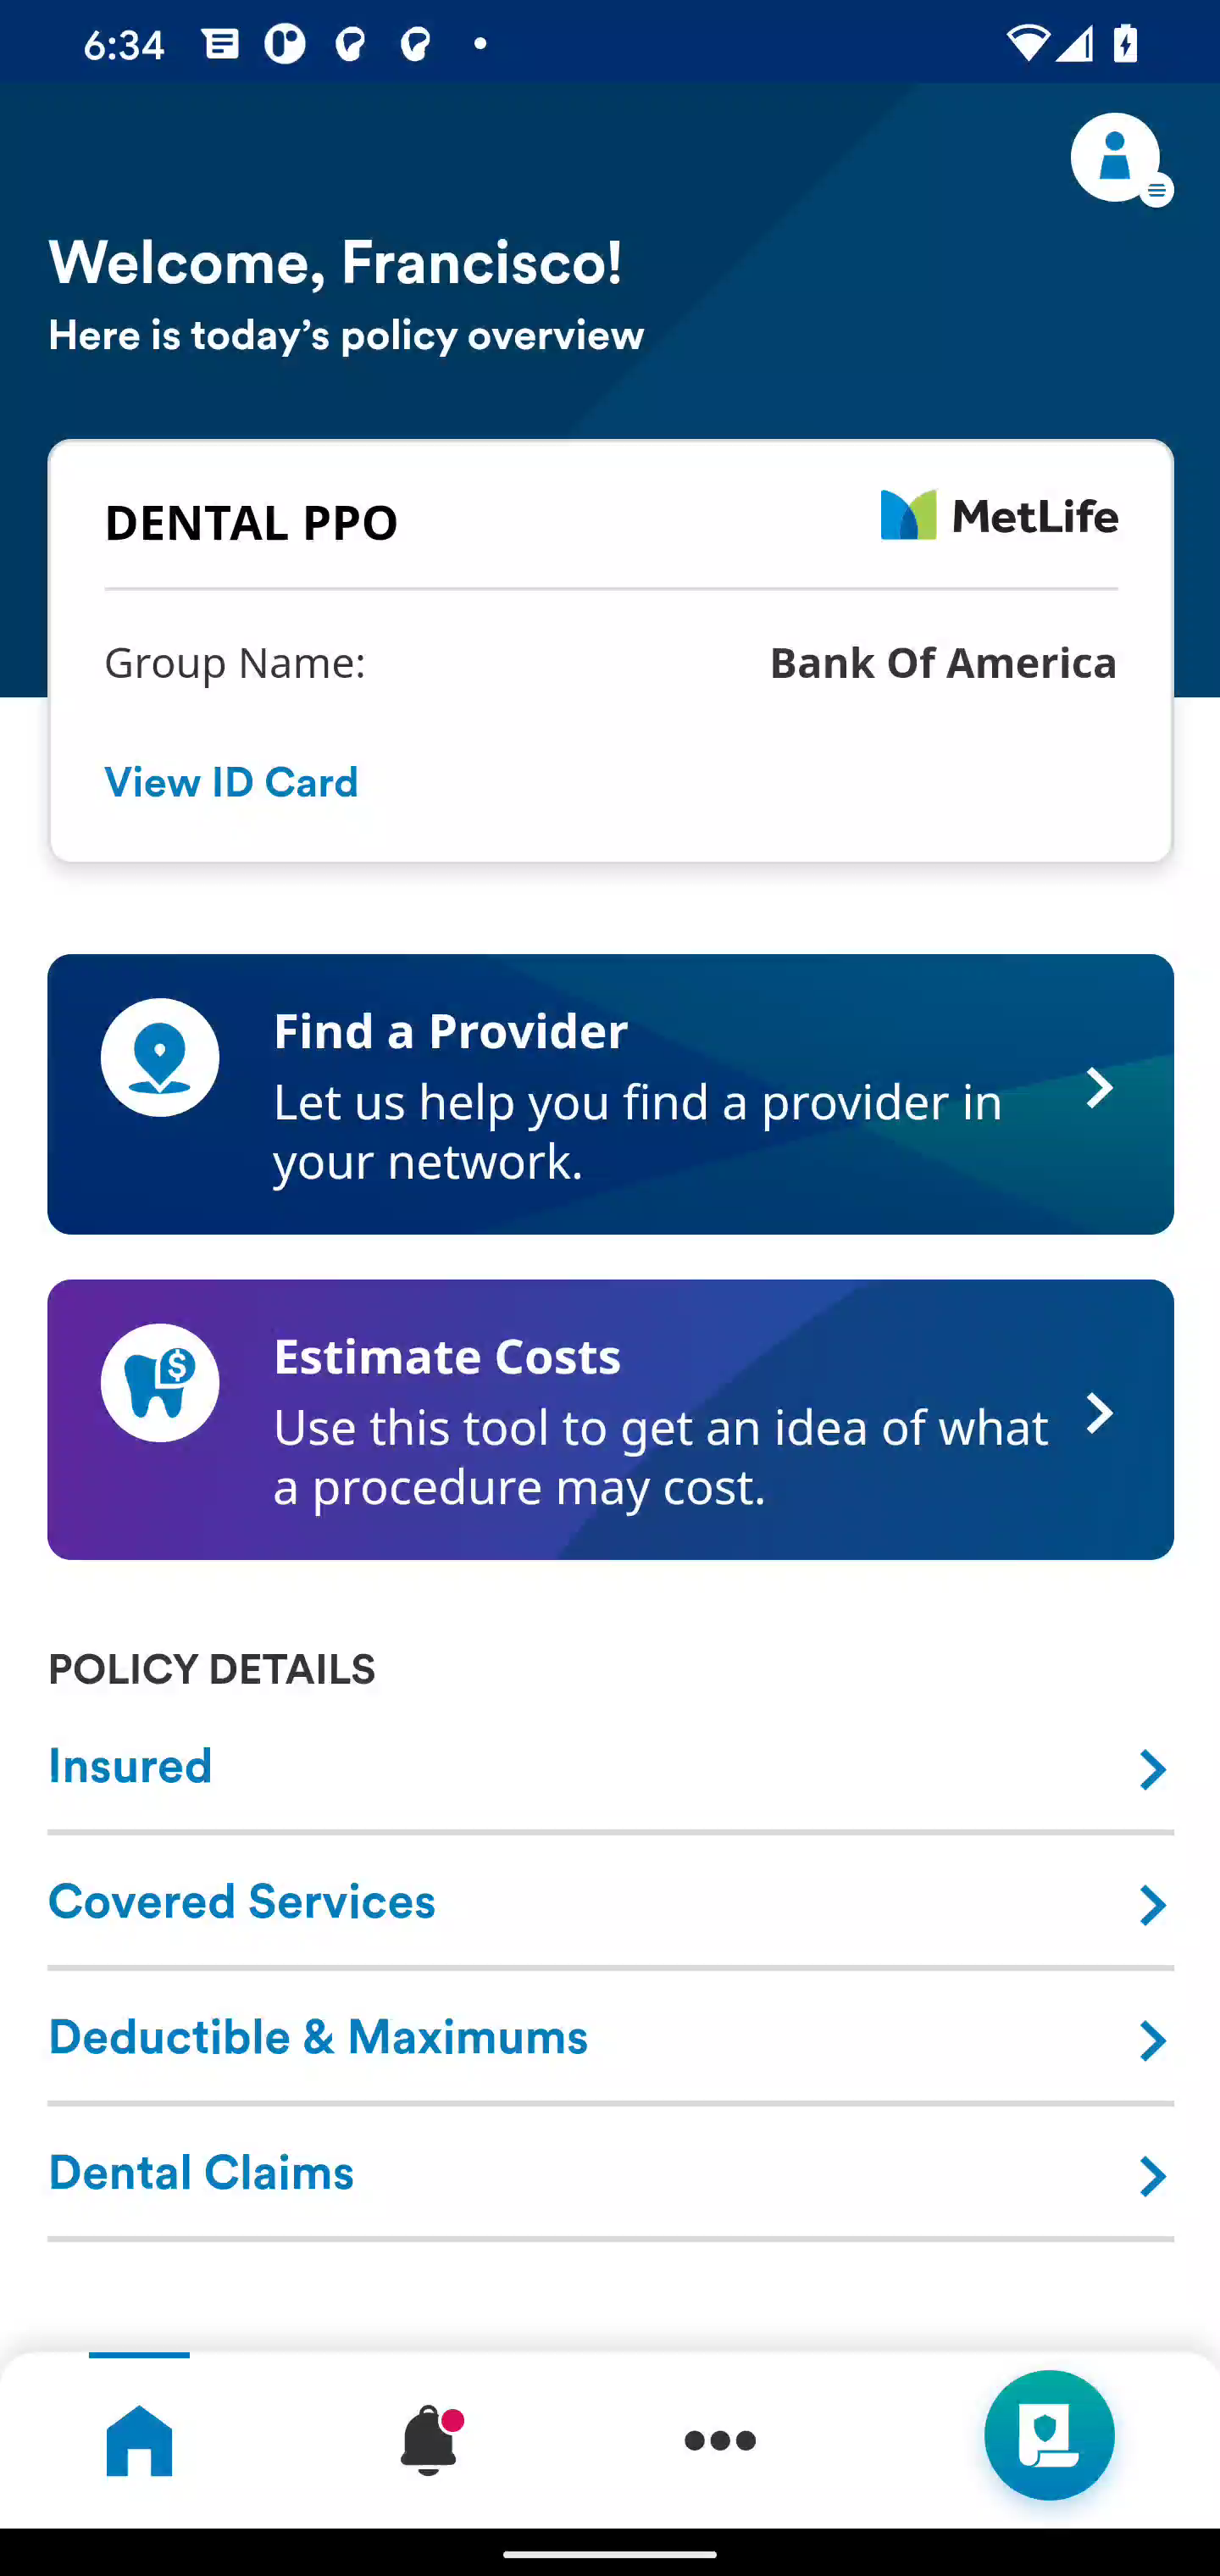 6:34
Welcome, Francisco!
Here is today's policy overview
DENTAL PPO
MetLife
Group Name:
Bank Of America
View ID Card
Find a Provider
Let us help you find a provider in
your network.
Estimate Costs
Use this tool to get an idea of what
a procedure may cost.
POLICY DETAILS
Insured
Covered Services
Deductible & Maximums
Dental Claims